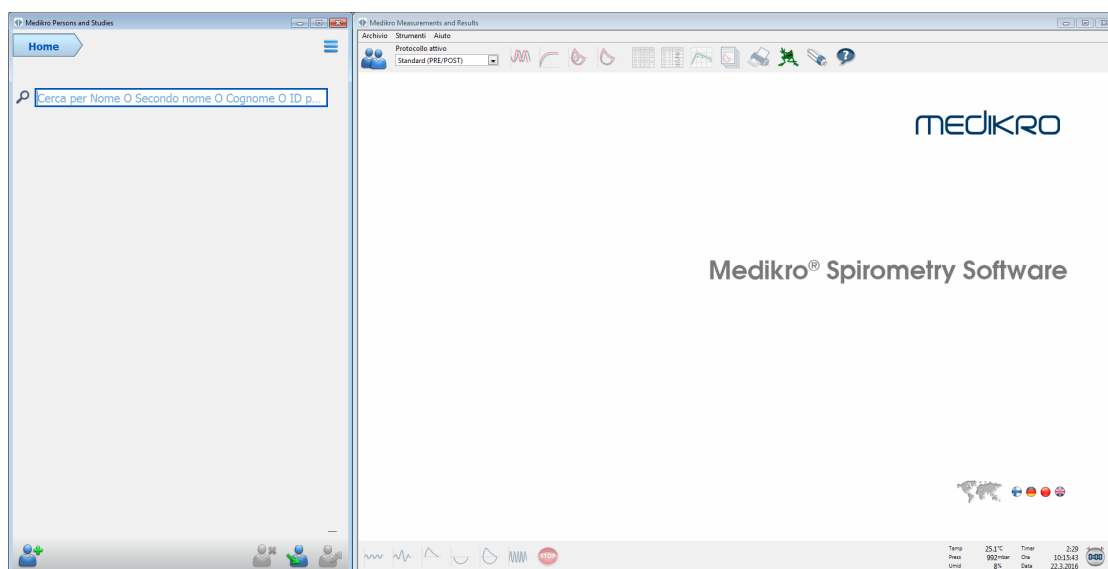 Medikro Persons and Studies
Home
Cerca per Nome O Secondo nome O Cognome O ID p...
Medikro Measurements and Results
Archivio Strumenti Aiuto
Protocollo attivo
Standard (PRE/POST)
MEDIKRO
Medikro® Spirometry Software
STOP
Temp 25.1°C Timer 2:29
Press 992mbar Ora 10:15:43
Umid 8% Data 22.3.2016
0:00